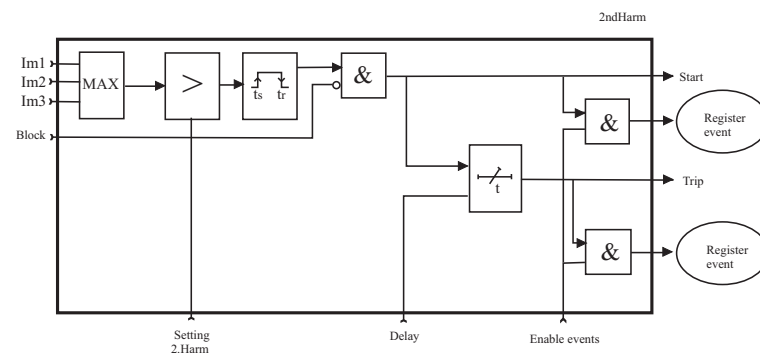 2ndHarm
Im1
Im2
Im3
MAX
>
ts tr
&
Start
Register
event
&
Block
t
Trip
&
Register
event
Setting
2.Harm
Delay
Enable events